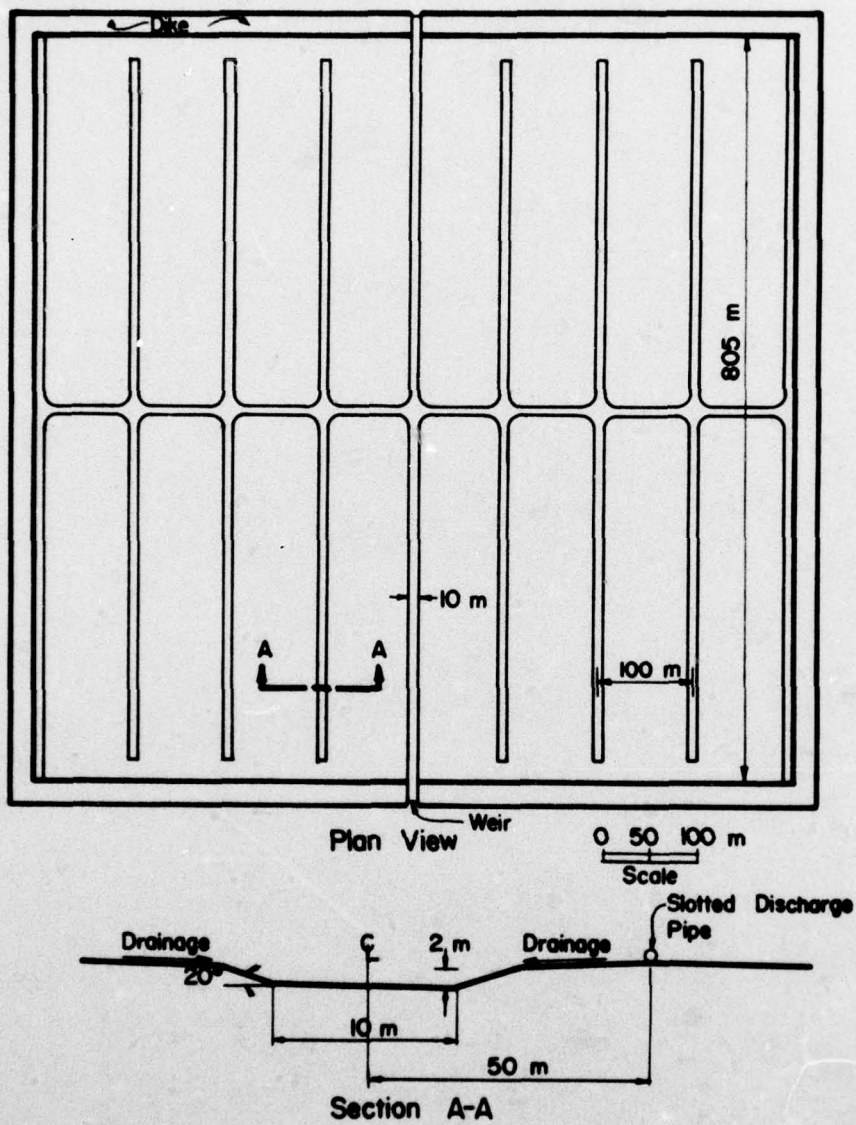 Dike
805 m
10 m
A A
100 m
Weir
Plan View
0 50 100 m
Scale
Slotted Discharge
Pipe
Drainage
C
L
2 m
Drainage
20°
10 m
50 m
Section A-A